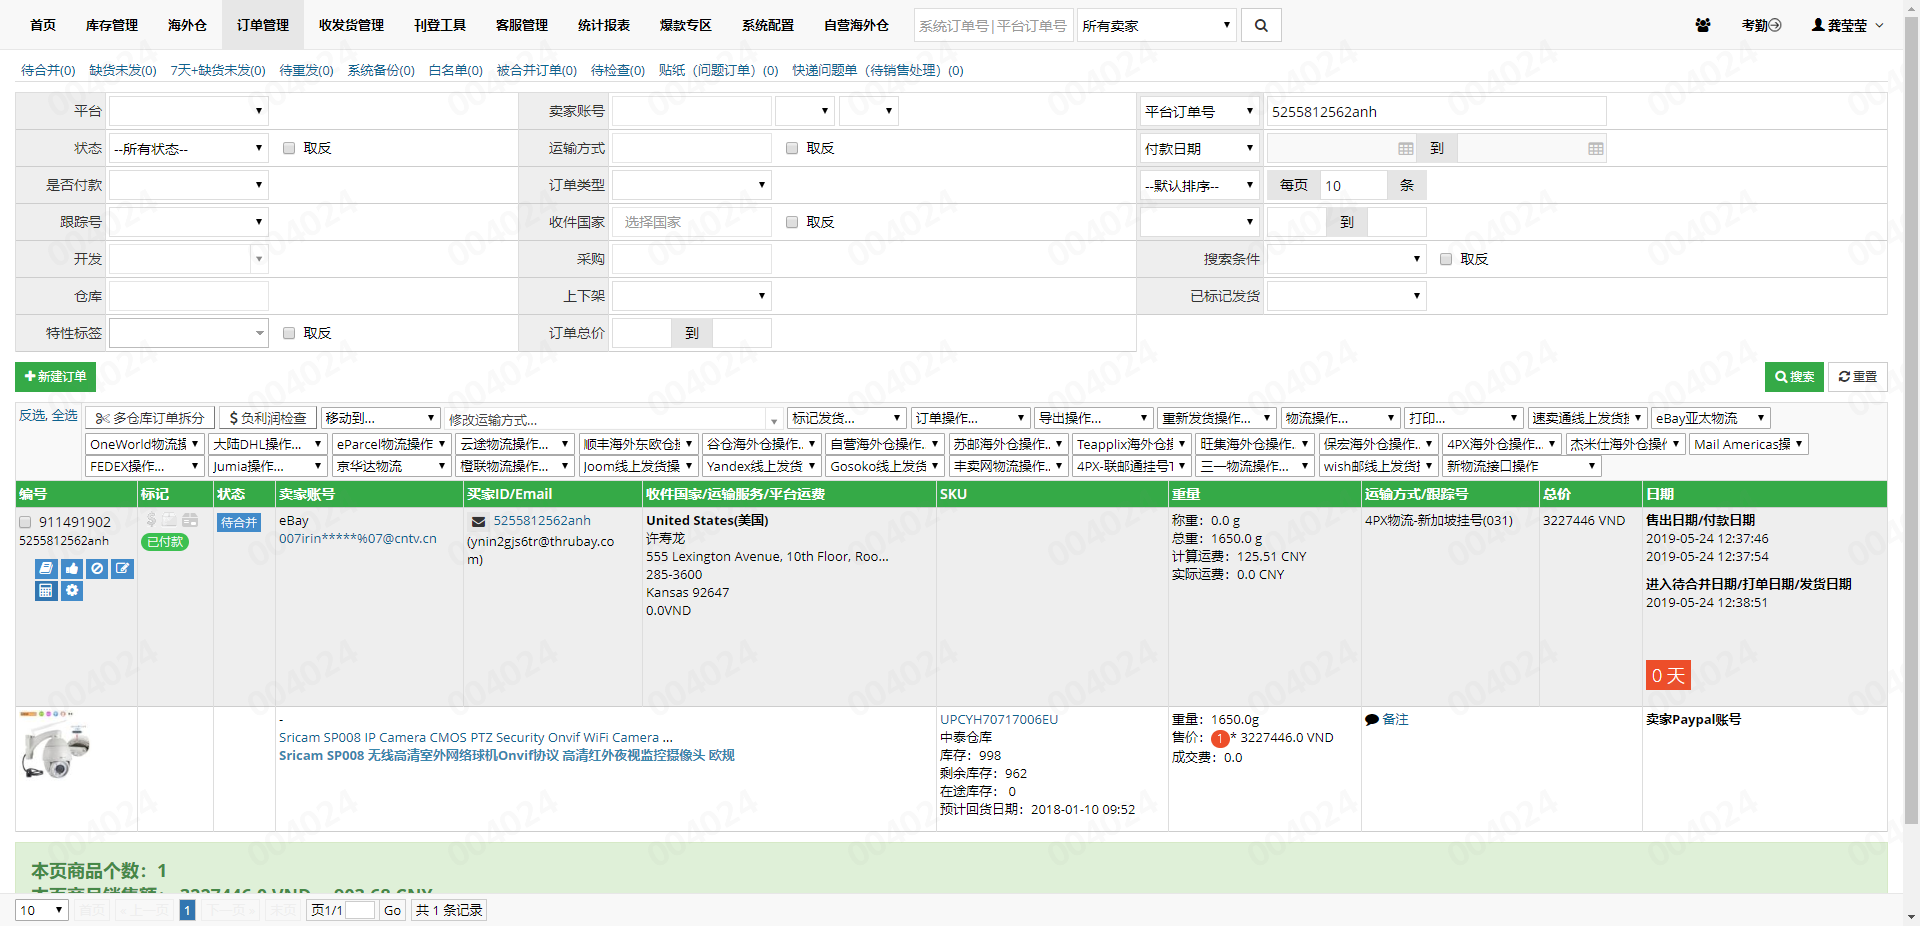 首页 库存管理 海外仓 订单管理 收发货管理 刊登工具 客服管理 统计报表 爆款专区 系统配置 自营海外仓 系统订单号|平台订单号 所有卖家 考勤 龚莹莹
待合并(0) 缺货未发(0) 7天+缺货未发(0) 待重发(0) 系统备份(0) 白名单(0) 被合并订单(0) 待检查(0) 贴纸（问题订单）(0) 快递问题单（待销售处理）(0)
平台 卖家账号 平台订单号 5255812562anh
状态 --所有状态-- 取反 运输方式 取反 付款日期 到
是否付款 订单类型 --默认排序-- 每页 10 条
跟踪号 收件国家 选择国家 取反 到
开发 采购 搜索条件 取反
仓库 上下架 已标记发货
特性标签 取反 订单总价 到
新建订单 搜索 重置
反选, 全选 多仓库订单拆分 $ 负利润检查 移动到... 修改运输方式... 标记发货... 订单操作... 导出操作... 重新发货操作... 物流操作... 打印... 速卖通线上发货 eBay亚太物流
OneWorld物流 大陆DHL操作... eParcel物流操作 云途物流操作... 顺丰海外东欧仓 谷仓海外仓操作.. 自营海外仓操作. 苏邮海外仓操作.. Teapplix海外仓 旺集海外仓操作.. 保宏海外仓操作.. 4PX海外仓操作... 杰米仕海外仓操 Mail Americas操
FEDEX操作... Jumia操作... 京华达物流 橙联物流操作... Joom线上发货操 Yandex线上发货 Gosoko线上发货 丰卖网物流操作.. 4PX-联邮通挂号 三一物流操作... wish邮线上发货 新物流接口操作
编号 标记 状态 卖家账号 买家ID/Email 收件国家/运输服务/平台运费 SKU 重量 运输方式/跟踪号 总价 日期
911491902
5255812562anh
已付款
待合并
eBay
007irin*****%07@cntv.cn
5255812562anh
(ynin2gjs6tr@thrubay.co
m)
United States(美国)
许寿龙
555 Lexington Avenue, 10th Floor, Roo...
285-3600
Kansas 92647
0.0VND
称重：0.0 g
总重：1650.0 g
计算运费：125.51 CNY
实际运费：0.0 CNY
4PX物流-新加坡挂号(031)
3227446 VND
售出日期/付款日期
2019-05-24 12:37:46
2019-05-24 12:37:54
进入待合并日期/打单日期/发货日期
2019-05-24 12:38:51
0 天
-
Sricam SP008 IP Camera CMOS PTZ Security Onvif WiFi Camera ...
Sricam SP008 无线高清室外网络球机Onvif协议 高清红外夜视监控摄像头 欧规
UPCYH70717006EU
中泰仓库
库存：998
剩余库存：962
在途库存： 0
预计回货日期：2018-01-10 09:52
重量：1650.0g
售价：1* 3227446.0 VND
成交费：0.0
备注
卖家Paypal账号
本页商品个数：1
本页商品销售额： 3227446.0 VND
10 首页 «上一页 1 下一页» 末页 页1/1 Go 共 1 条记录
004024